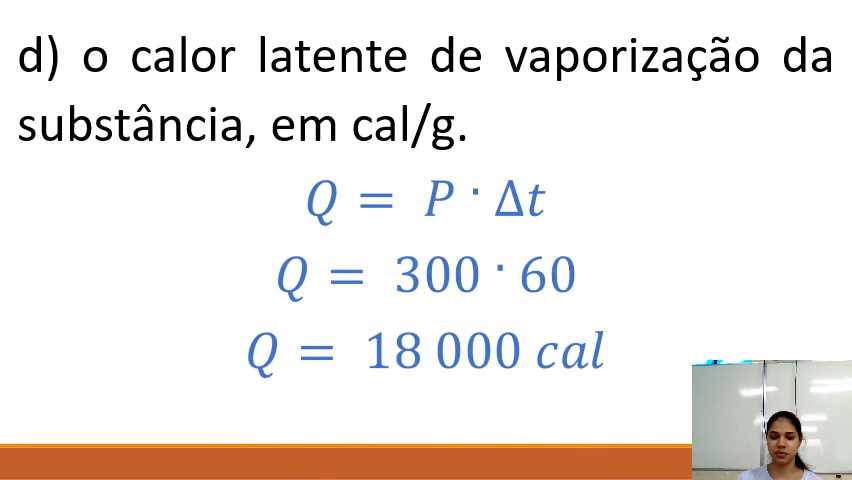 d) o calor latente de vaporização da
substância, em cal/g.
Q = P · Δt
Q = 300 · 60
Q = 18 000 cal